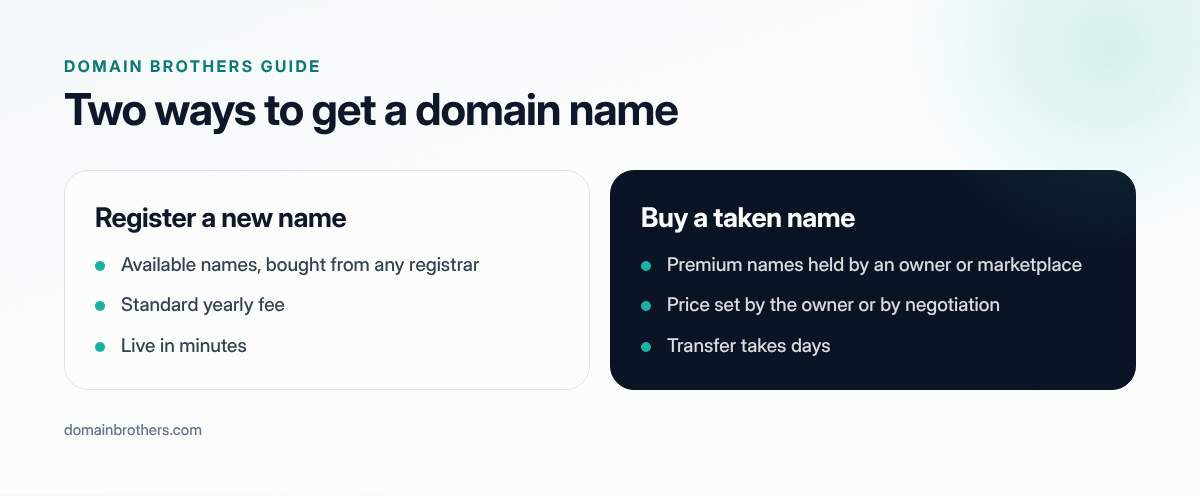 DOMAIN BROTHERS GUIDE
Two ways to get a domain name
Register a new name
Available names, bought from any registrar
Standard yearly fee
Live in minutes
Buy a taken name
Premium names held by an owner or marketplace
Price set by the owner or by negotiation
Transfer takes days
domainbrothers.com